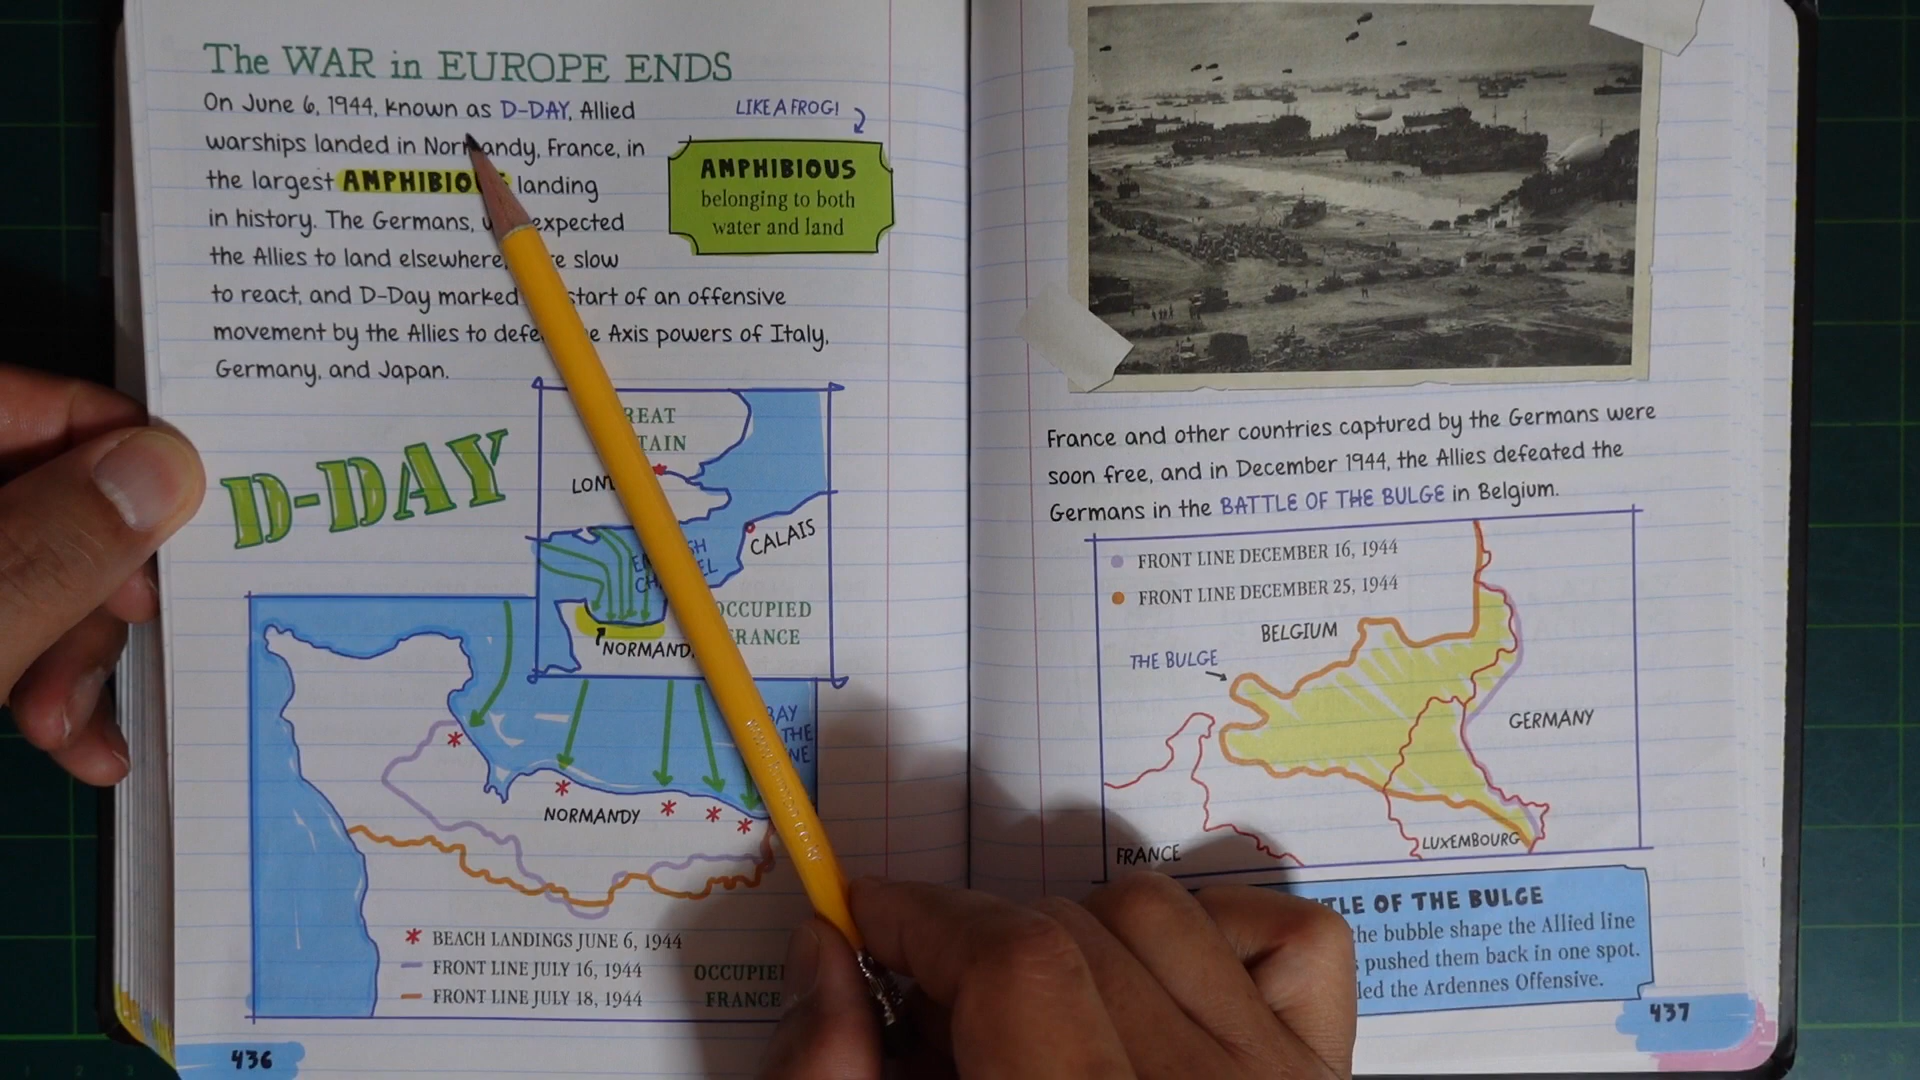 The WAR in EUROPE ENDS
On June 6, 1944, known as D-DAY, Allied
warships landed in Normandy, France, in
the largest AMPHIBIOUS landing
in history. The Germans, expected
the Allies to land elsewhere, slow
to react, and D-Day marked start of an offensive
movement by the Allies to defe Axis powers of Italy,
Germany, and Japan.
LIKE A FROG!
AMPHIBIOUS
belonging to both
water and land
D-DAY
REAT
TAIN
LON
CALAIS
OCCUPIED
RANCE
NORMAND
BAY
THE
NE
NORMANDY
BEACH LANDINGS JUNE 6, 1944
FRONT LINE JULY 16, 1944
FRONT LINE JULY 18, 1944
OCCUPIE
FRANCE
436
France and other countries captured by the Germans were
soon free, and in December 1944, the Allies defeated the
Germans in the BATTLE OF THE BULGE in Belgium.
FRONT LINE DECEMBER 16, 1944
FRONT LINE DECEMBER 25, 1944
BELGIUM
THE BULGE
GERMANY
LUXEMBOURG
FRANCE
TLE OF THE BULGE
the bubble shape the Allied line
pushed them back in one spot.
led the Ardennes Offensive.
437